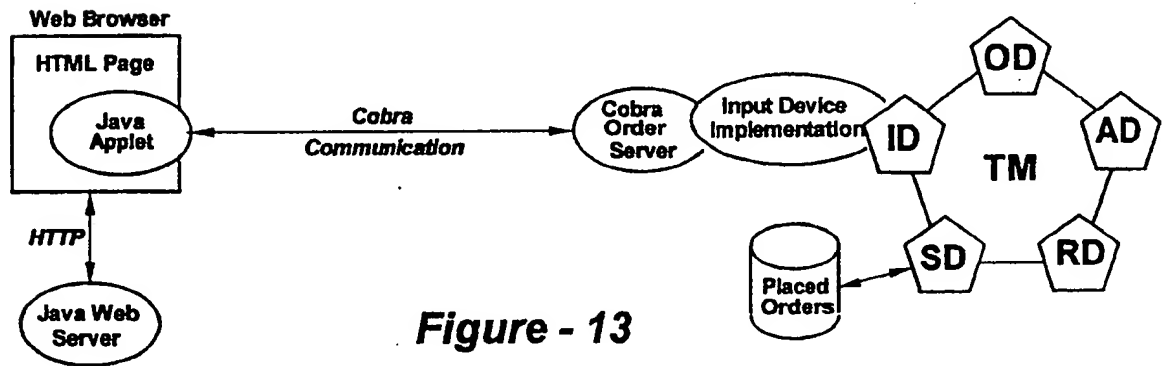 Web Browser
HTML Page
Java
Applet
HTTP
Java Web
Server
Cobra
Communication
Cobra
Order
Server
Input Device
Implementation
ID
OD
AD
TM
SD
RD
Placed
Orders
Figure - 13